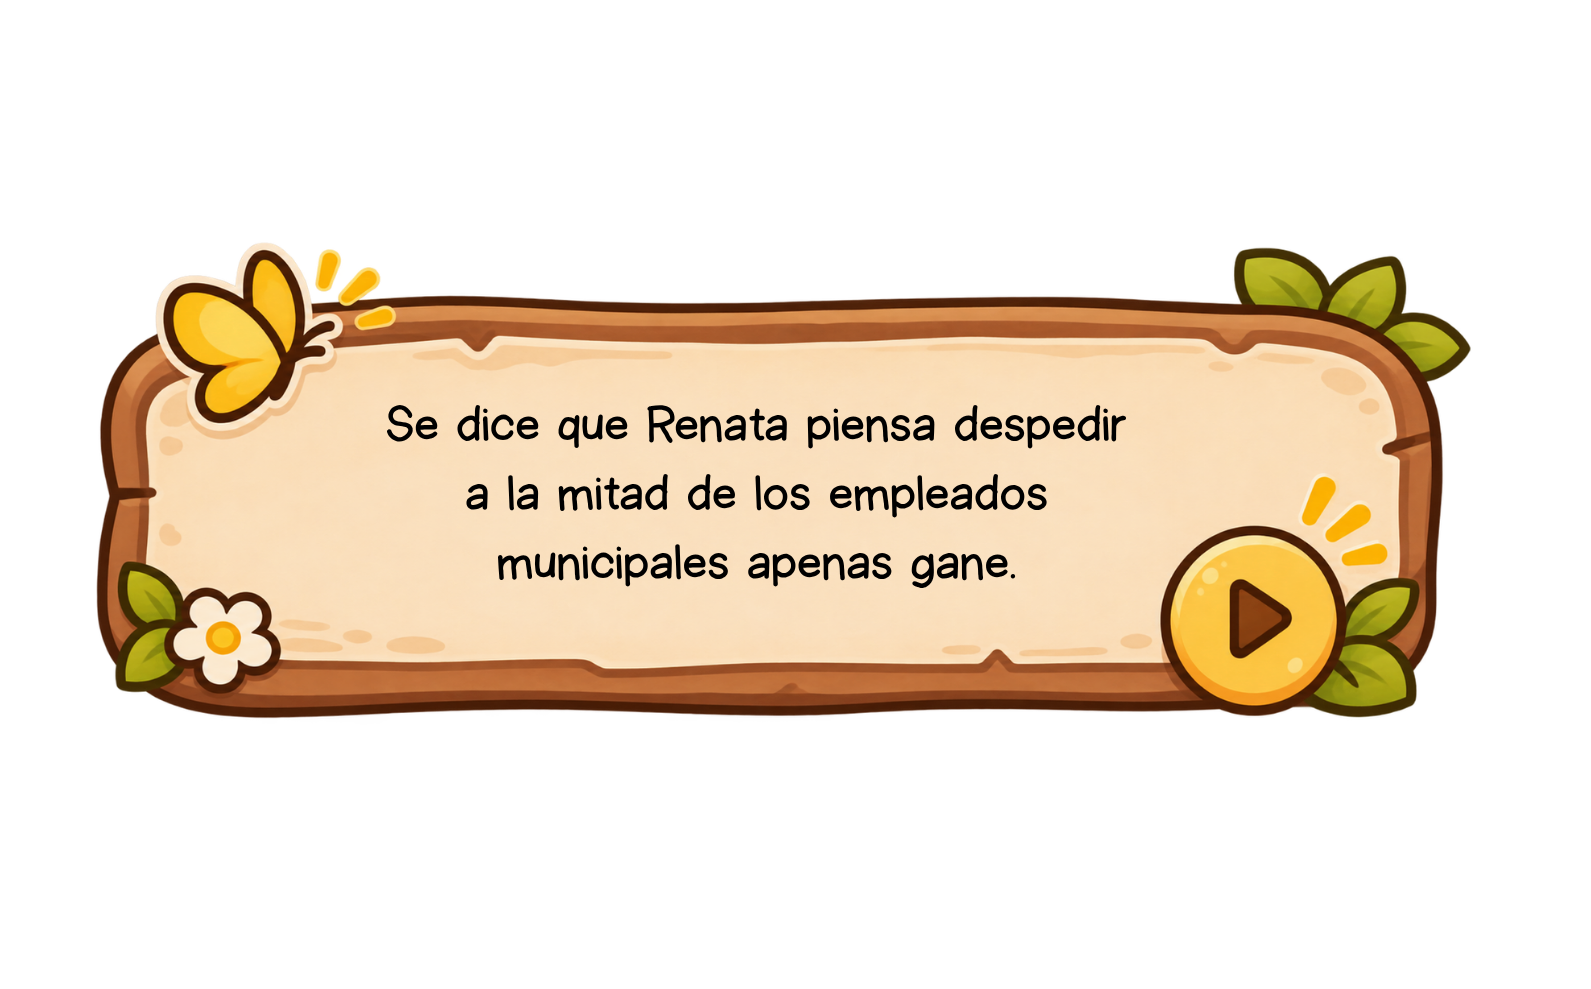 Se dice que Renata piensa despedir
a la mitad de los empleados
municipales apenas gane.